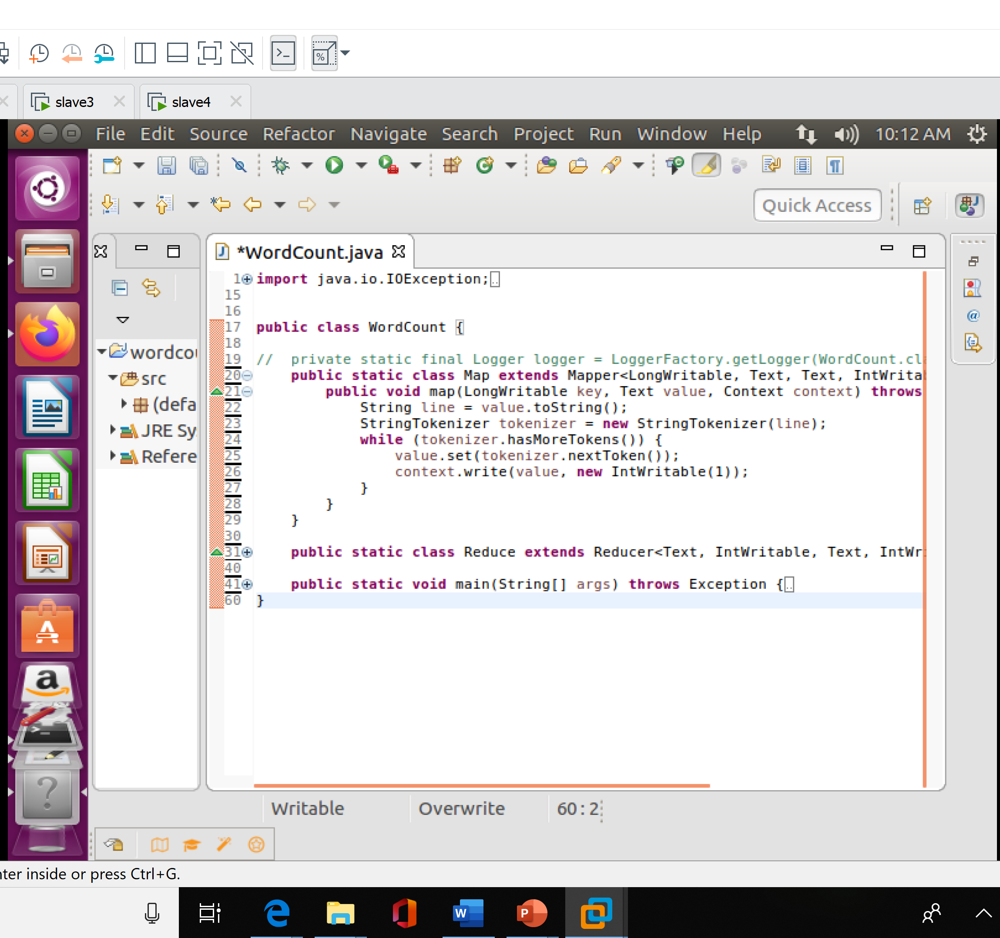 slave3
slave4
File Edit Source Refactor Navigate Search Project Run Window Help 10:12 AM
Quick Access
*WordCount.java
1 import java.io.IOException;
15
16
17 public class WordCount {
18
19 // private static final Logger logger = LoggerFactory.getLogger(WordCount.cla
20 public static class Map extends Mapper<LongWritable, Text, Text, IntWritab
21 public void map(LongWritable key, Text value, Context context) throws
22 String line = value.toString();
23 StringTokenizer tokenizer = new StringTokenizer(line);
24 while (tokenizer.hasMoreTokens()) {
25 value.set(tokenizer.nextToken());
26 context.write(value, new IntWritable(1));
27 }
28 }
29 }
30
31 public static class Reduce extends Reducer<Text, IntWritable, Text, IntWri
40
41 public static void main(String[] args) throws Exception {
60 }
wordcou
src
(defa
JRE Sy
Refere
Writable Overwrite 60 : 2
nter inside or press Ctrl+G.